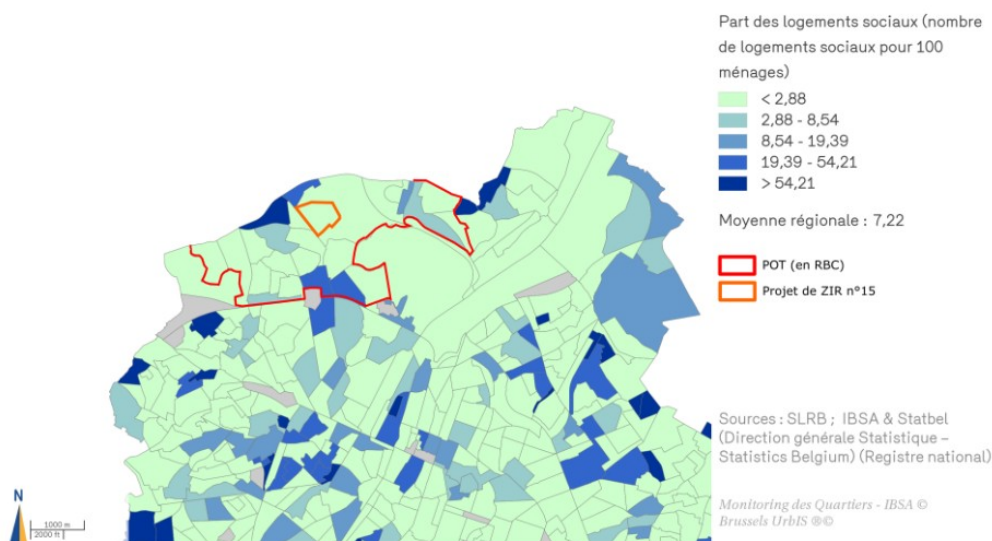 Part des logements sociaux (nombre
de logements sociaux pour 100
ménages)
< 2,88
2,88 - 8,54
8,54 - 19,39
19,39 - 54,21
> 54,21
Moyenne régionale : 7,22
POT (en RBC)
Projet de ZIR n°15
Sources : SLRB ; IBSA & Statbel
(Direction générale Statistique –
Statistics Belgium) (Registre national)
Monitoring des Quartiers - IBSA ©
Brussels UrbIS ®©
N
1000 m
2000 ft